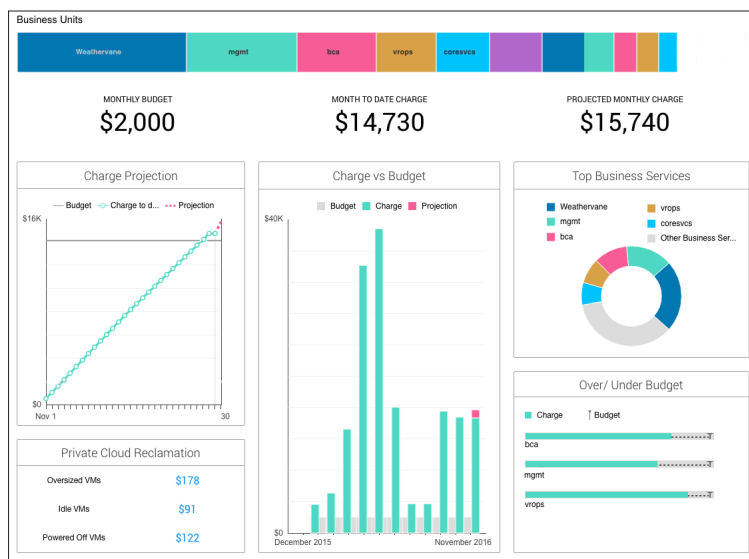 Business Units
Weathervane mgmt bca vrops coresvcs
MONTHLY BUDGET MONTH TO DATE CHARGE PROJECTED MONTHLY CHARGE
$2,000 $14,730 $15,740
Charge Projection
Budget Charge to d... Projection
$16K
$0
Nov 1 30
Private Cloud Reclamation
Oversized VMs $178
Idle VMs $91
Powered Off VMs $122
Charge vs Budget
Budget Charge Projection
$40K
$0
December 2015 November 2016
Top Business Services
Weathervane vrops
mgmt coresvcs
bca Other Business Ser...
Over/ Under Budget
Charge Budget
bca
mgmt
vrops